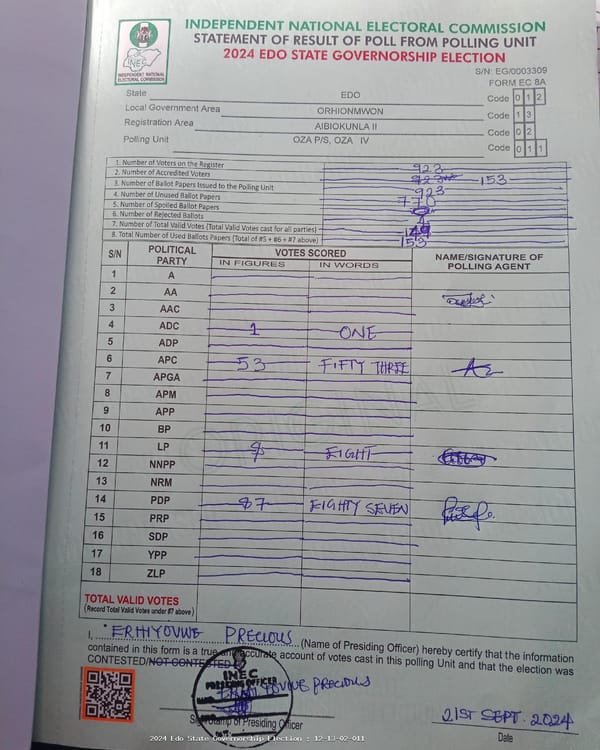 INDEPENDENT NATIONAL ELECTORAL COMMISSION
STATEMENT OF RESULT OF POLL FROM POLLING UNIT
2024 EDO STATE GOVERNORSHIP ELECTION
INEC
INDEPENDENT NATIONAL ELECTORAL COMMISSION
S/N: EG/0003309
FORM EC 8A
State EDO Code 0 1 2
Local Government Area ORHIONMWON Code 1 3
Registration Area AIBIOKUNLA II Code 0 2
Polling Unit OZA P/S, OZA IV Code 0 1 1
1. Number of Voters on the Register 923
2. Number of Accredited Voters 153
3. Number of Ballot Papers Issued to the Polling Unit 923
4. Number of Unused Ballot Papers 770
5. Number of Spoiled Ballot Papers
6. Number of Rejected Ballots 4
7. Number of Total Valid Votes (Total Valid Votes cast for all parties) 149
8. Total Number of Used Ballots Papers (Total of #5 + #6 + #7 above) 153
S/N POLITICAL PARTY VOTES SCORED NAME/SIGNATURE OF POLLING AGENT
IN FIGURES IN WORDS
1 A
2 AA
3 AAC
4 ADC 1 ONE
5 ADP
6 APC 53 FIFTY THREE
7 APGA
8 APM
9 APP
10 BP
11 LP 8 EIGHT
12 NNPP
13 NRM
14 PDP 87 EIGHTY SEVEN
15 PRP
16 SDP
17 YPP
18 ZLP
TOTAL VALID VOTES
(Record Total Valid Votes under #7 above)
I, ERHIYOVWE PRECIOUS (Name of Presiding Officer) hereby certify that the information
contained in this form is a true and accurate account of votes cast in this polling Unit and that the election was
CONTESTED/NOT CONTESTED
INEC
PRESIDING OFFICER
ERHIYOVWE PRECIOUS
Signature/Stamp of Presiding Officer
21ST SEPT. 2024
Date
2024 Edo State Governorship Election : 12-13-02-011